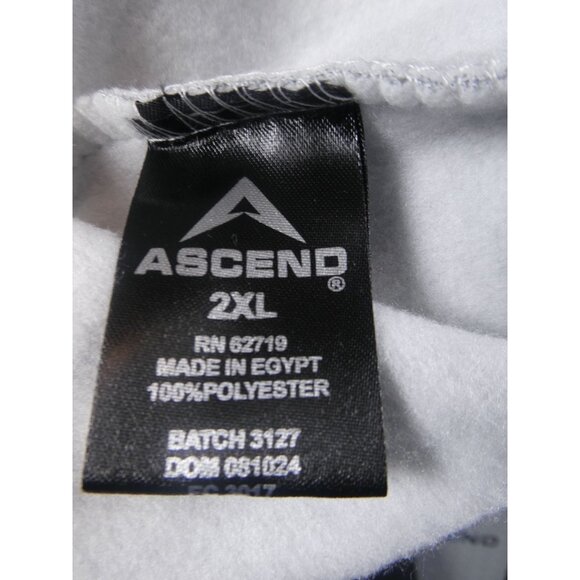 ASCEND®
2XL
RN 62719
MADE IN EGYPT
100%POLYESTER
BATCH 3127
DOM 081024